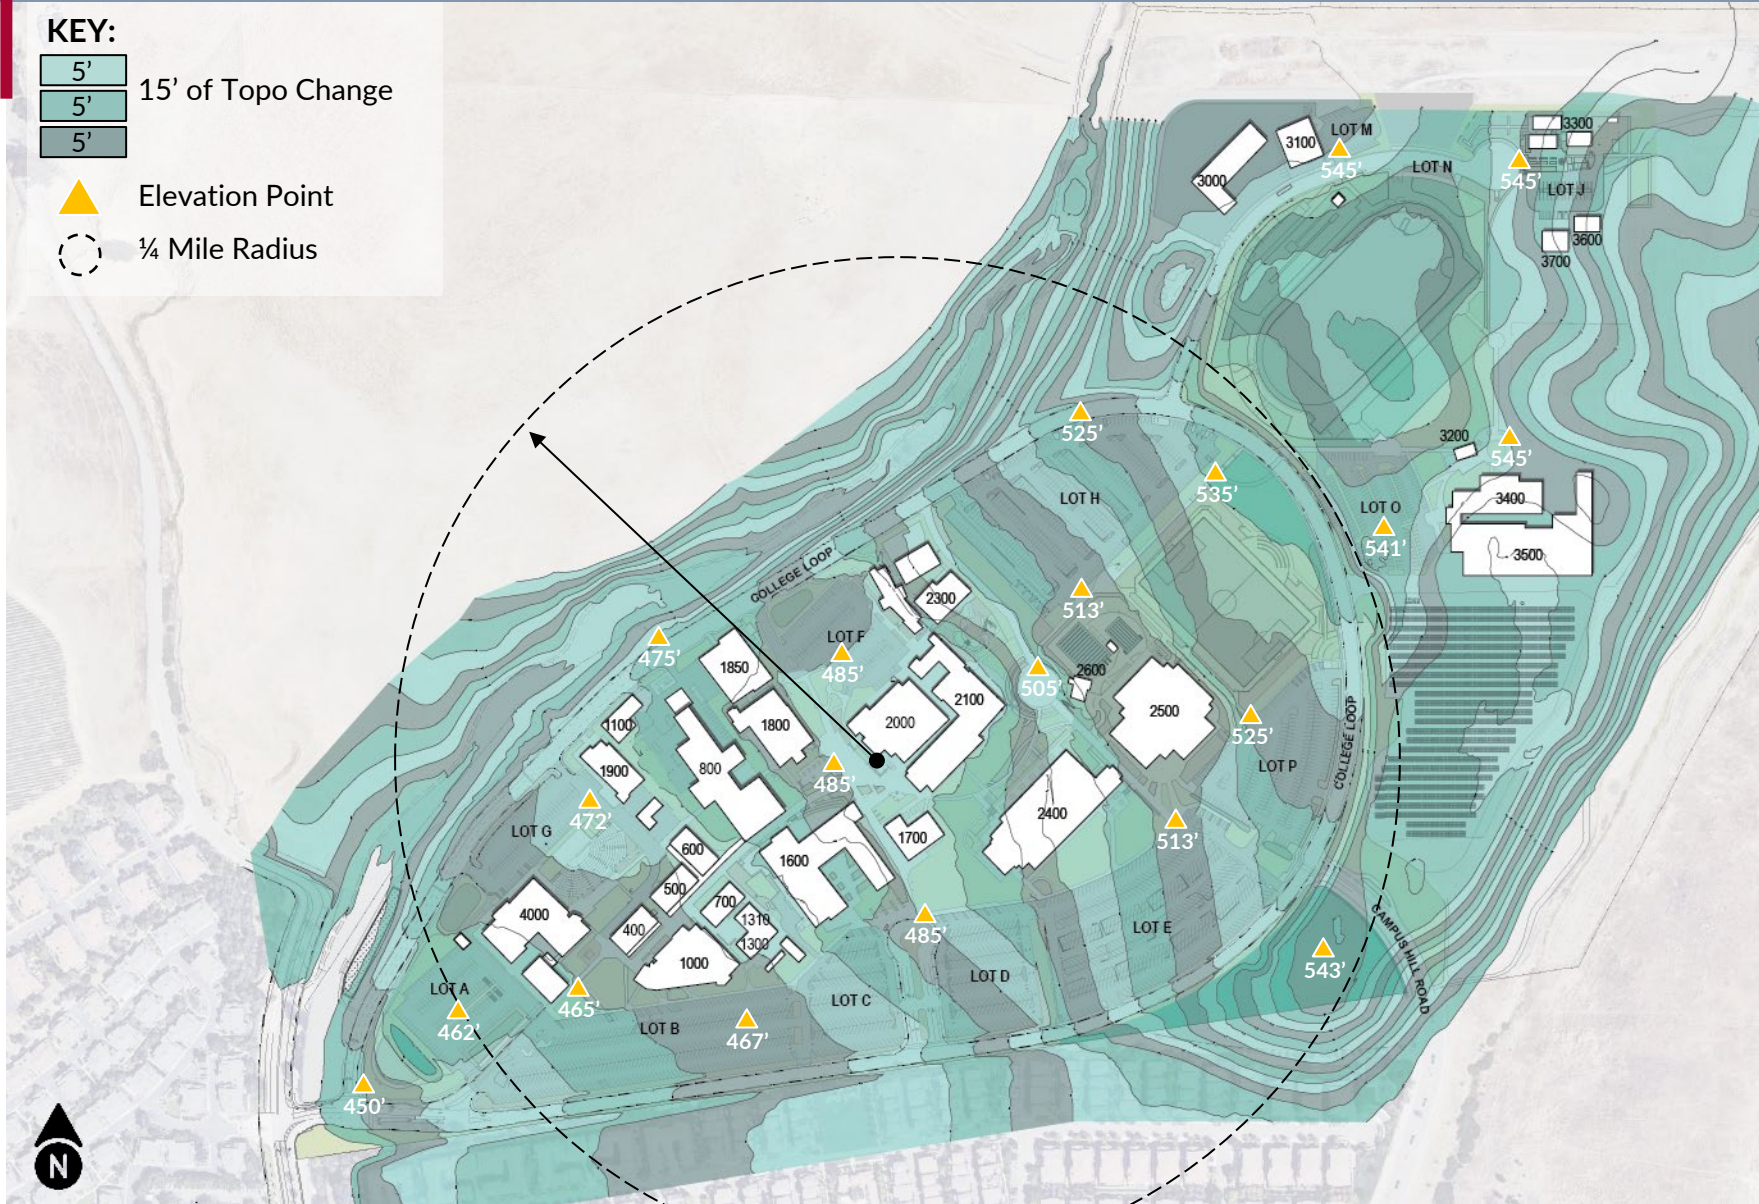 KEY:
5’
5’
5’
15’ of Topo Change
Elevation Point
¼ Mile Radius
3300
3100
LOT M
545’
LOT N
545’
LOT J
3000
3600
3700
525’
3200
545’
535’
LOT H
3400
LOT O
541’
3500
COLLEGE LOOP
2300
513’
LOT F
485’
475’
1850
505’
2600
2100
1100
1800
2000
2500
525’
COLLEGE LOOP
LOT P
1900
800
485’
472’
LOT G
2400
513’
600
1700
1600
500
700
4000
400
1310
1300
485’
LOT E
CAMPUS HILL ROAD
543’
1000
LOT D
LOT A
465’
LOT C
462’
LOT B
467’
450’
N